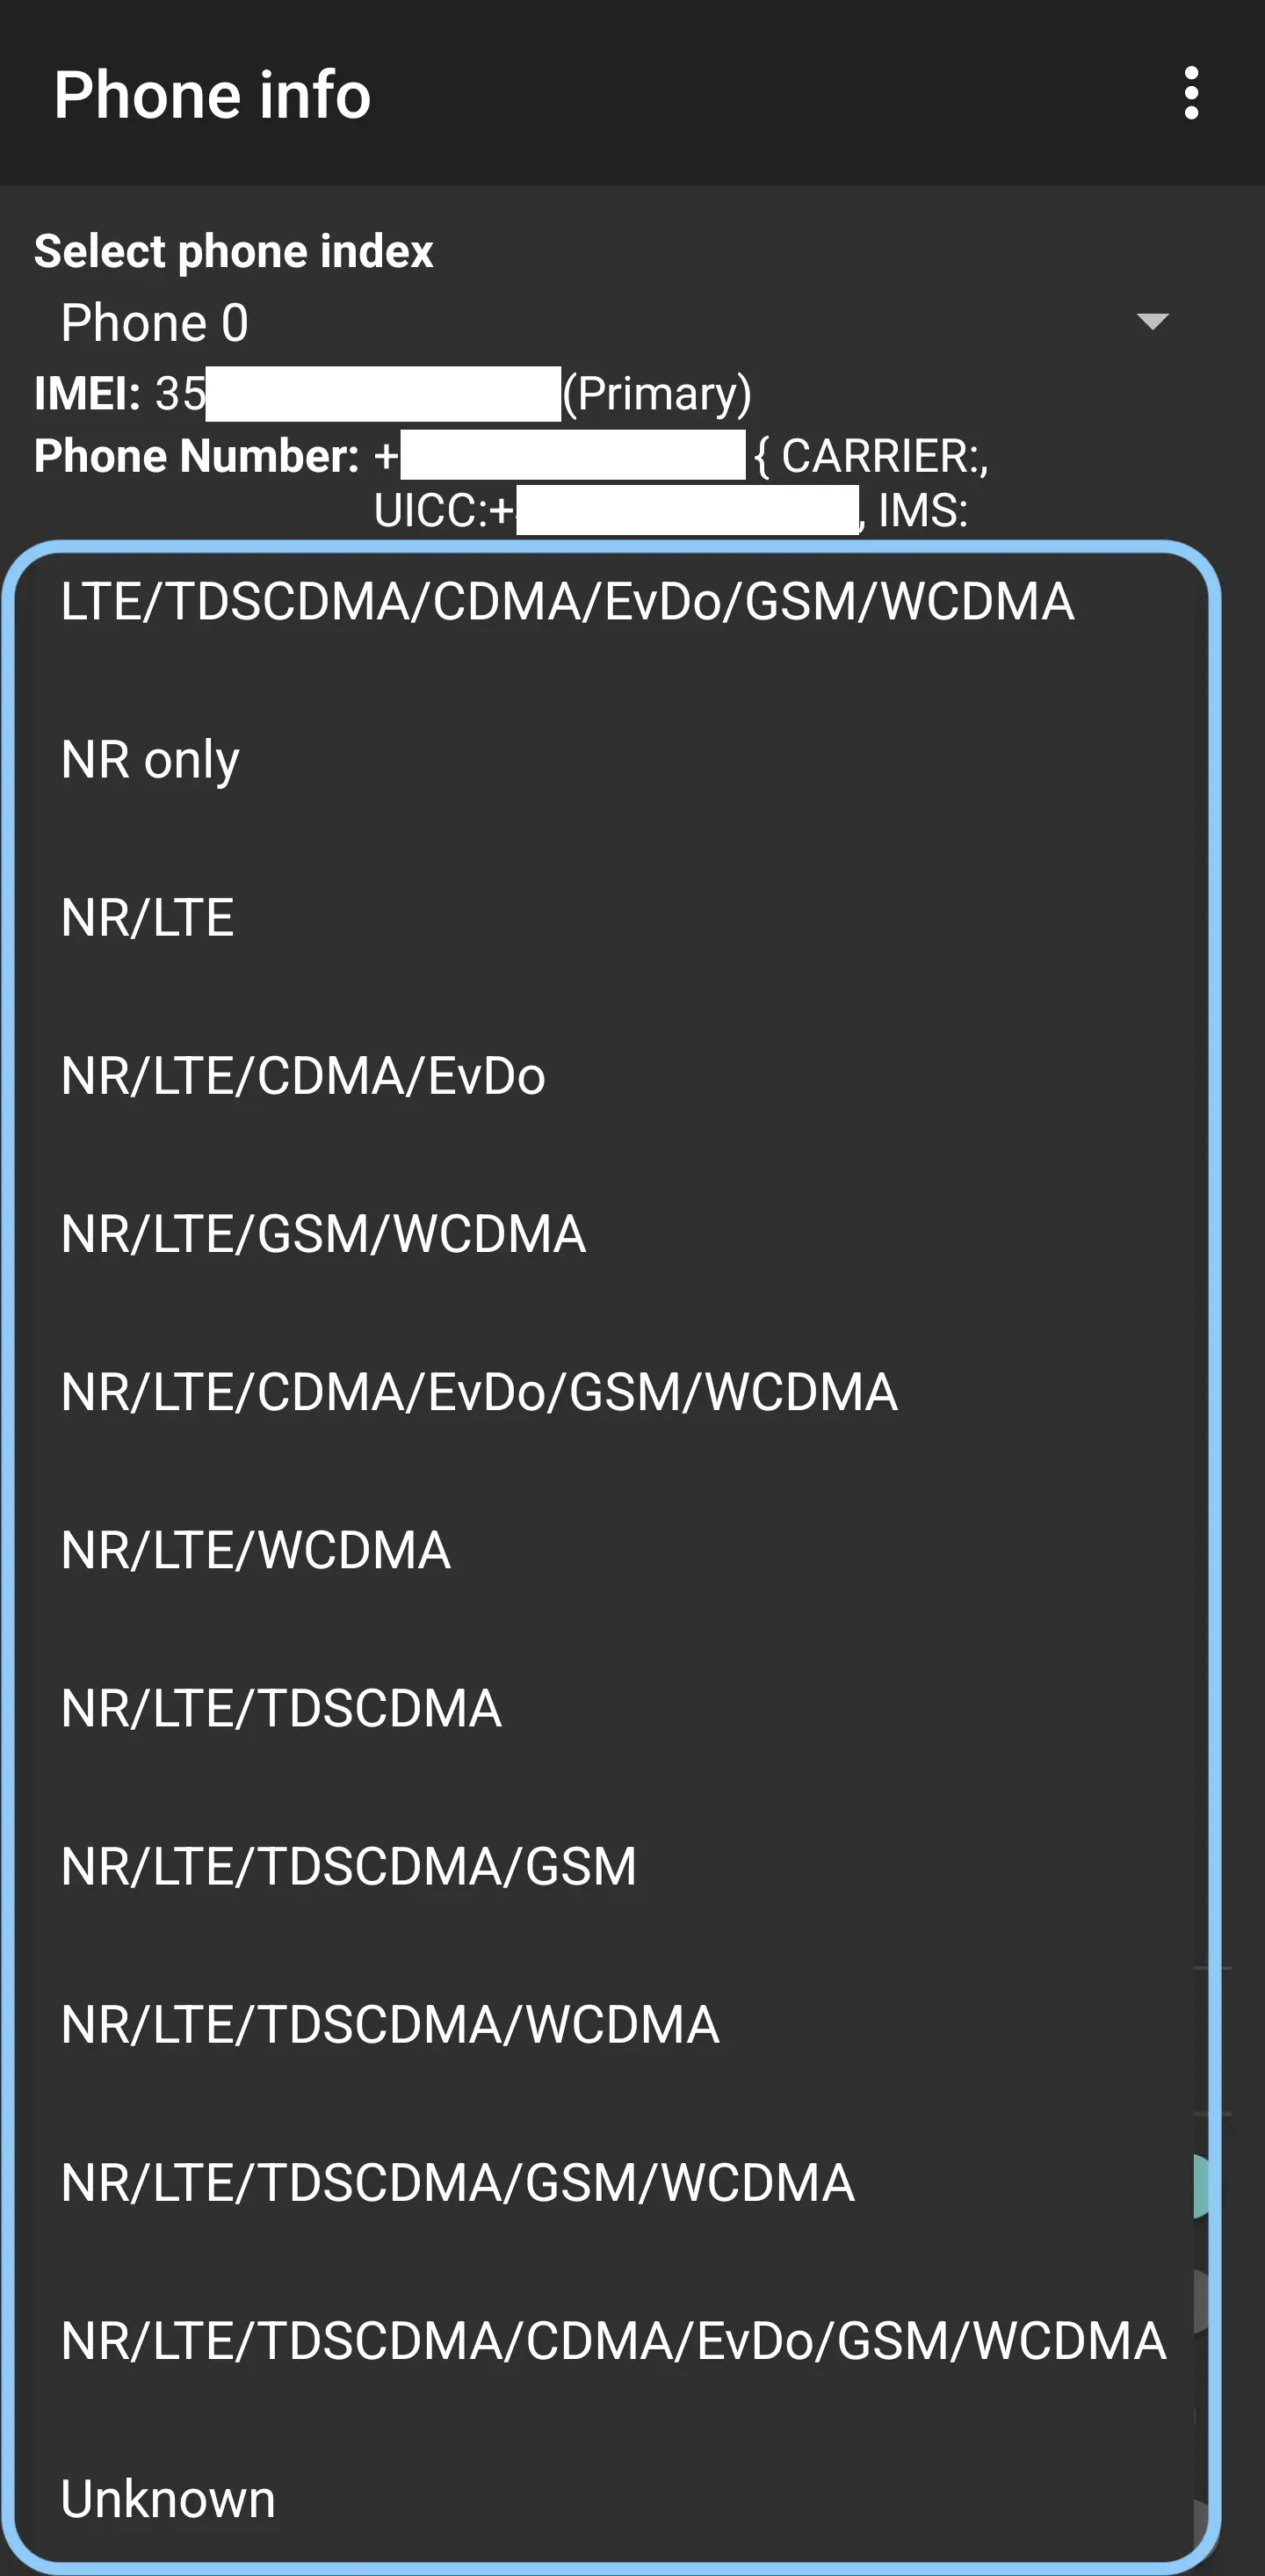 Phone info
Select phone index
Phone 0
IMEI: 35 (Primary)
Phone Number: + { CARRIER:,
UICC:+ , IMS:
LTE/TDSCDMA/CDMA/EvDo/GSM/WCDMA
NR only
NR/LTE
NR/LTE/CDMA/EvDo
NR/LTE/GSM/WCDMA
NR/LTE/CDMA/EvDo/GSM/WCDMA
NR/LTE/WCDMA
NR/LTE/TDSCDMA
NR/LTE/TDSCDMA/GSM
NR/LTE/TDSCDMA/WCDMA
NR/LTE/TDSCDMA/GSM/WCDMA
NR/LTE/TDSCDMA/CDMA/EvDo/GSM/WCDMA
Unknown